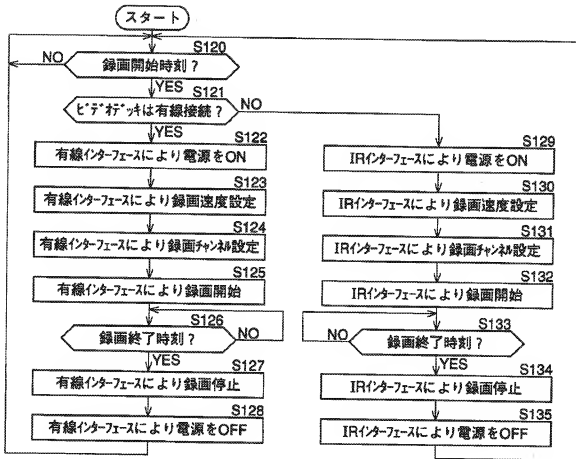 スタート
S120
録画開始時刻？
NO
YES
S121
ビデオデッキは有線接続？
NO
YES
S122
有線インターフェースにより電源をON
S123
有線インターフェースにより録画速度設定
S124
有線インターフェースにより録画チャンネル設定
S125
有線インターフェースにより録画開始
S126
録画終了時刻？
NO
YES
S127
有線インターフェースにより録画停止
S128
有線インターフェースにより電源をOFF
S129
IRインターフェースにより電源をON
S130
IRインターフェースにより録画速度設定
S131
IRインターフェースにより録画チャンネル設定
S132
IRインターフェースにより録画開始
S133
録画終了時刻？
NO
YES
S134
IRインターフェースにより録画停止
S135
IRインターフェースにより電源をOFF